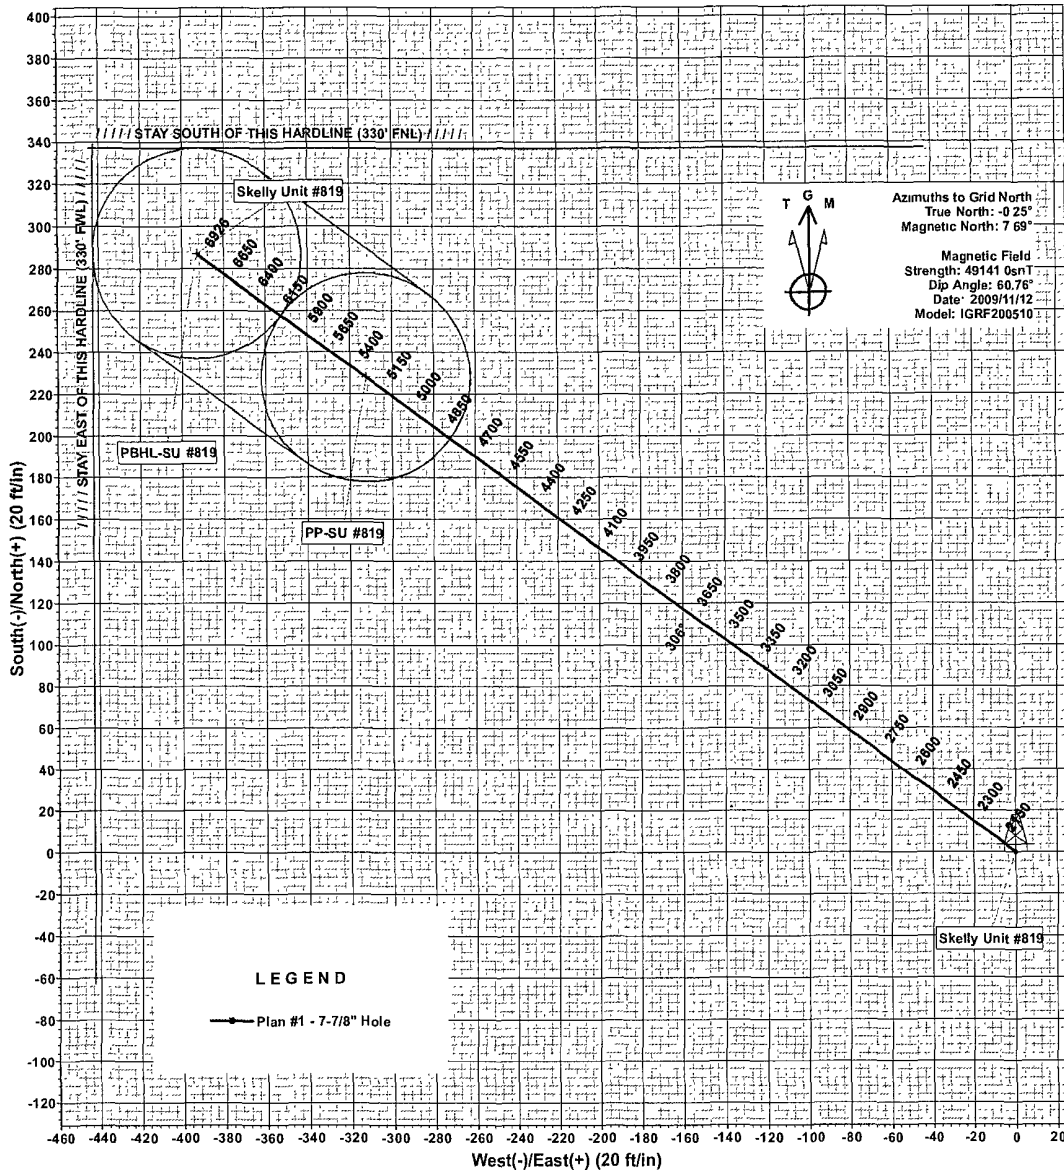 400
380
360
340
320
300
280
260
240
220
200
180
160
140
120
100
80
60
40
20
0
-20
-40
-60
-80
-100
-120
South(-)/North(+) (20 ft/in)
///// STAY SOUTH OF THIS HARDLINE (330' FNL) /////
///// STAY EAST OF THIS HARDLINE (330' FWL) /////
Skelly Unit #819
T G M
Azimuths to Grid North
True North: -0 25°
Magnetic North: 7 69°
Magnetic Field
Strength: 49141 0snT
Dip Angle: 60.76°
Date: 2009/11/12
Model: IGRF200510
6926
6650
6400
6150
5900
5650
5400
5150
5000
4850
4700
4550
4400
4250
4100
3950
3800
3650
3500
3350
3200
3050
2900
2750
2600
2450
2300
306°
PBHL-SU #819
PP-SU #819
Skelly Unit #819
LEGEND
Plan #1 - 7-7/8" Hole
-460 -440 -420 -400 -380 -360 -340 -320 -300 -280 -260 -240 -220 -200 -180 -160 -140 -120 -100 -80 -60 -40 -20 0 20
West(-)/East(+) (20 ft/in)